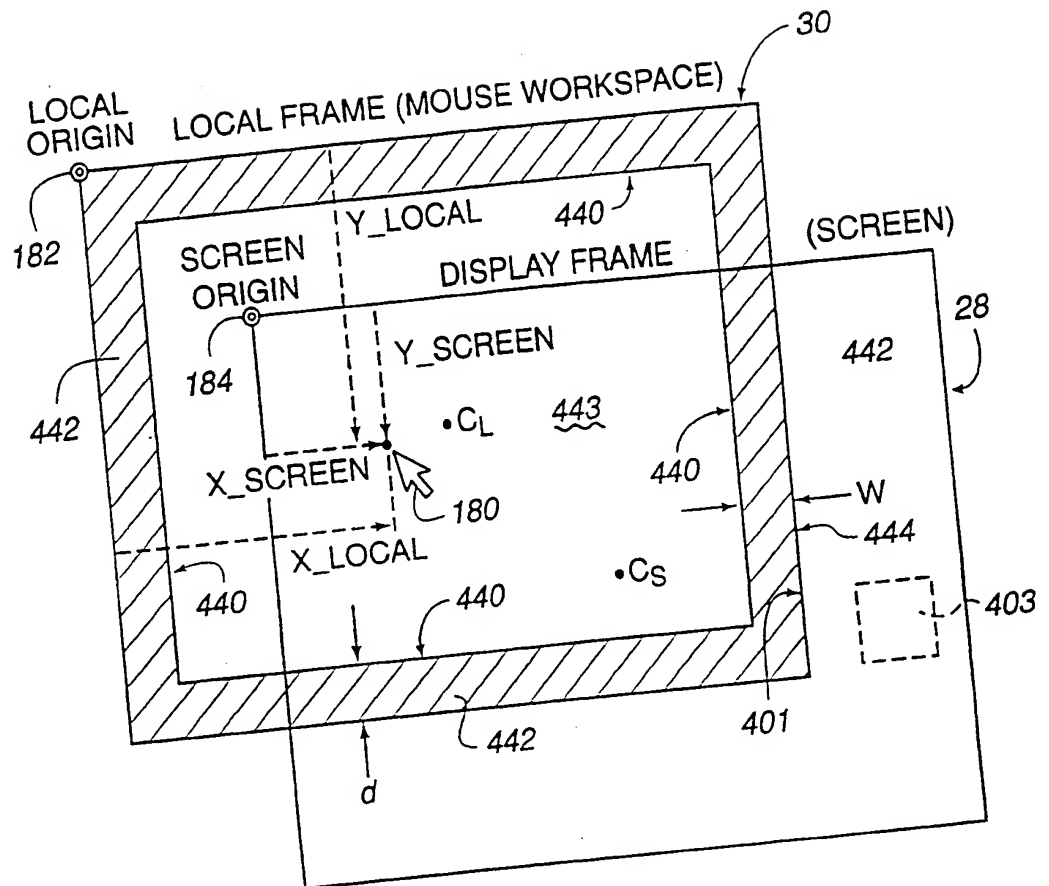 30
LOCAL
ORIGIN
LOCAL FRAME (MOUSE WORKSPACE)
182
Y_LOCAL
440
(SCREEN)
SCREEN
ORIGIN
DISPLAY FRAME
184
Y_SCREEN
442
28
442
C_L
443
440
X_SCREEN
180
W
444
X_LOCAL
440
440
C_S
403
442
401
d